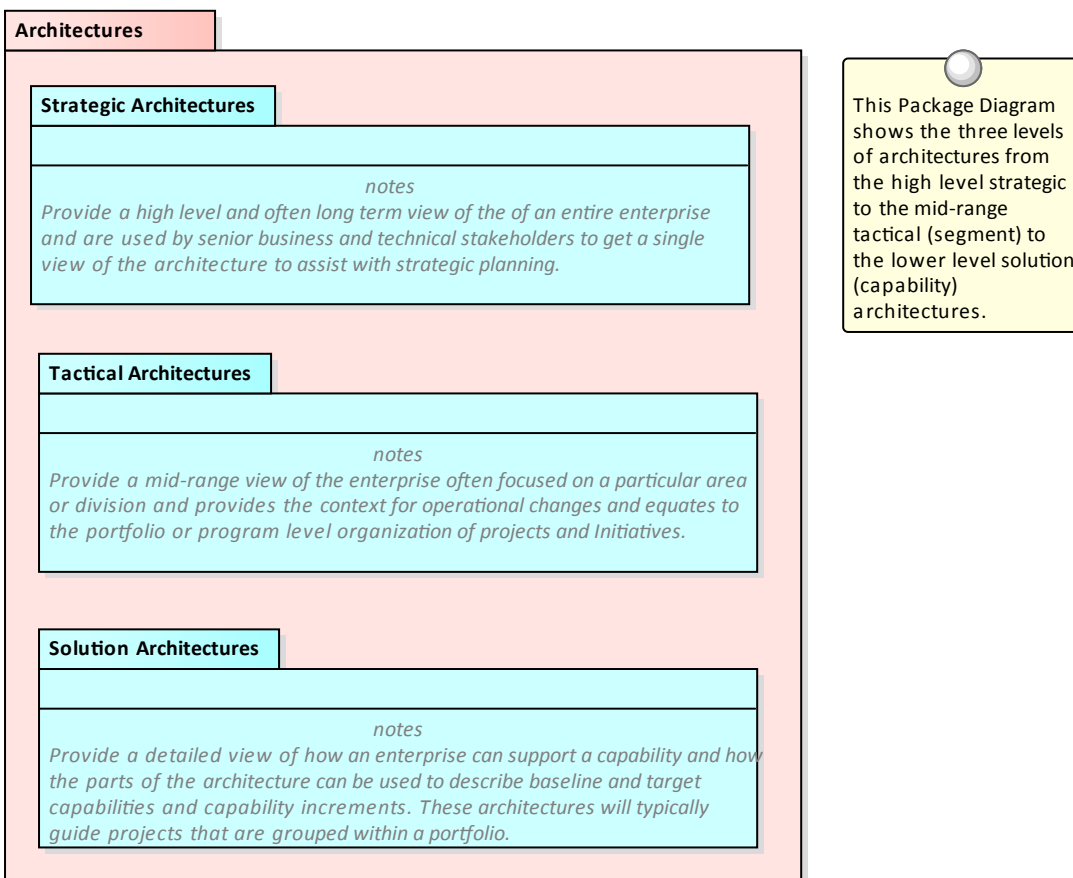 Architectures
Strategic Architectures
notes
Provide a high level and often long term view of the of an entire enterprise
and are used by senior business and technical stakeholders to get a single
view of the architecture to assist with strategic planning.
Tactical Architectures
notes
Provide a mid-range view of the enterprise often focused on a particular area
or division and provides the context for operational changes and equates to
the portfolio or program level organization of projects and Initiatives.
Solution Architectures
notes
Provide a detailed view of how an enterprise can support a capability and how
the parts of the architecture can be used to describe baseline and target
capabilities and capability increments. These architectures will typically
guide projects that are grouped within a portfolio.
This Package Diagram
shows the three levels
of architectures from
the high level strategic
to the mid-range
tactical (segment) to
the lower level solution
(capability)
architectures.